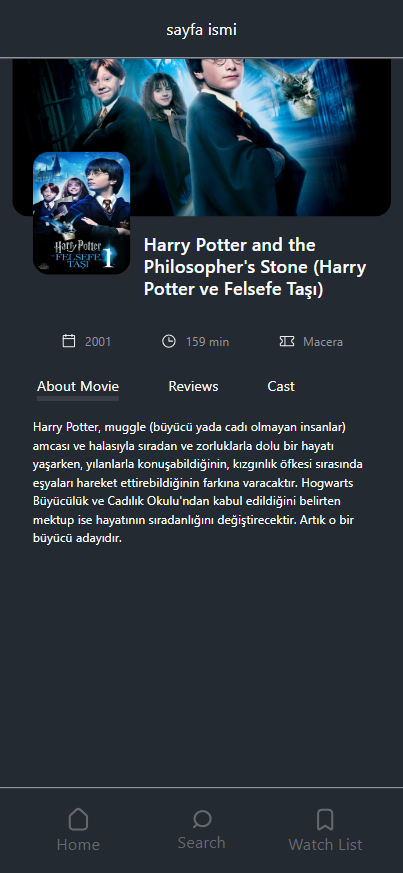 sayfa ismi
Harry Potter
ve
FELSEFE
TAŞI
1
Harry Potter and the
Philosopher's Stone (Harry
Potter ve Felsefe Taşı)
2001
159 min
Macera
About Movie
Reviews
Cast
Harry Potter, muggle (büyücü yada cadı olmayan insanlar)
amcası ve halasıyla sıradan ve zorluklarla dolu bir hayatı
yaşarken, yılanlarla konuşabildiğinin, kızgınlık öfkesi sırasında
eşyaları hareket ettirebildiğinin farkına varacaktır. Hogwarts
Büyücülük ve Cadılık Okulu'ndan kabul edildiğini belirten
mektup ise hayatının sıradanlığını değiştirecektir. Artık o bir
büyücü adayıdır.
Home
Search
Watch List